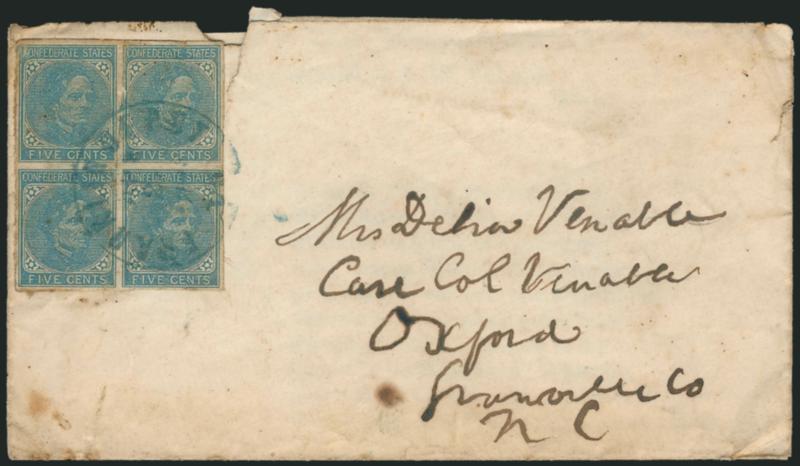 CONFEDERATE STATES CONFEDERATE STATES
FIVE CENTS FIVE CENTS
CONFEDERATE STATES CONFEDERATE STATES
FIVE CENTS FIVE CENTS
Mrs Delia Venable
Care Col Venable
Oxford
Granville Co
N C